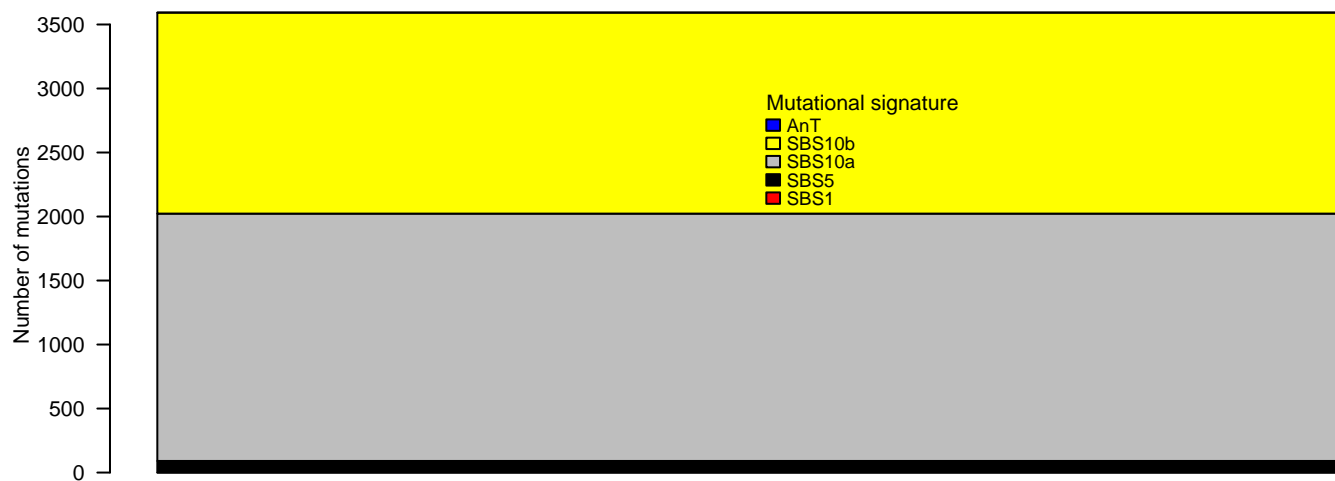 3500
3000
2500
2000
1500
1000
500
0
Number of mutations
Mutational signature
AnT
SBS10b
SBS10a
SBS5
SBS1